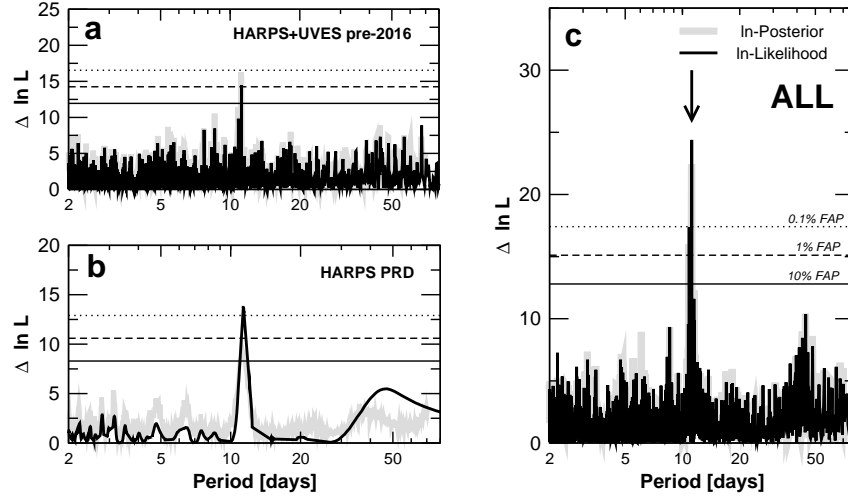 a
HARPS+UVES pre-2016
Δ ln L
25
20
15
10
5
0
2
5
10
20
50
b
HARPS PRD
Δ ln L
20
15
10
5
0
2
5
10
20
50
Period [days]
c
ln-Posterior
ln-Likelihood
ALL
Δ ln L
30
20
10
0
0.1% FAP
1% FAP
10% FAP
2
5
10
20
50
Period [days]